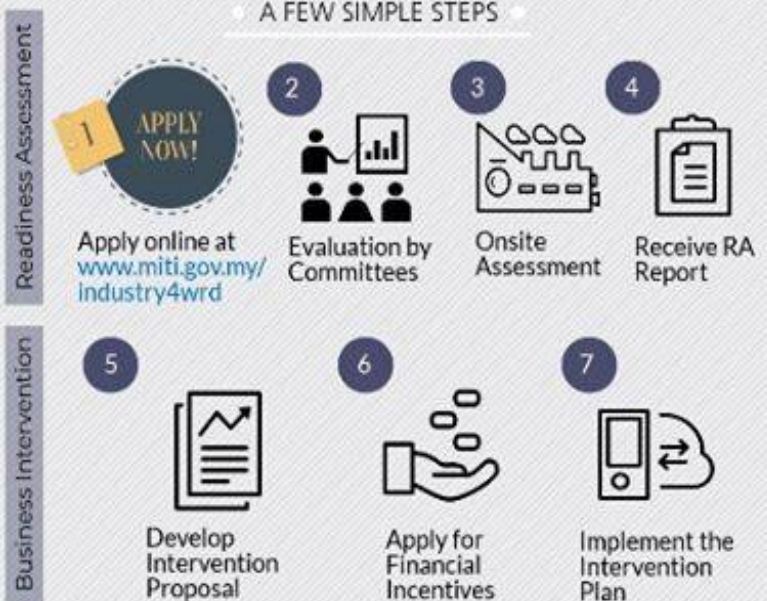 A FEW SIMPLE STEPS
Readiness Assessment
1
APPLY
NOW!
Apply online at
www.miti.gov.my/
industry4wrd
2
Evaluation by
Committees
3
Onsite
Assessment
4
Receive RA
Report
Business Intervention
5
Develop
Intervention
Proposal
6
Apply for
Financial
Incentives
7
Implement the
Intervention
Plan